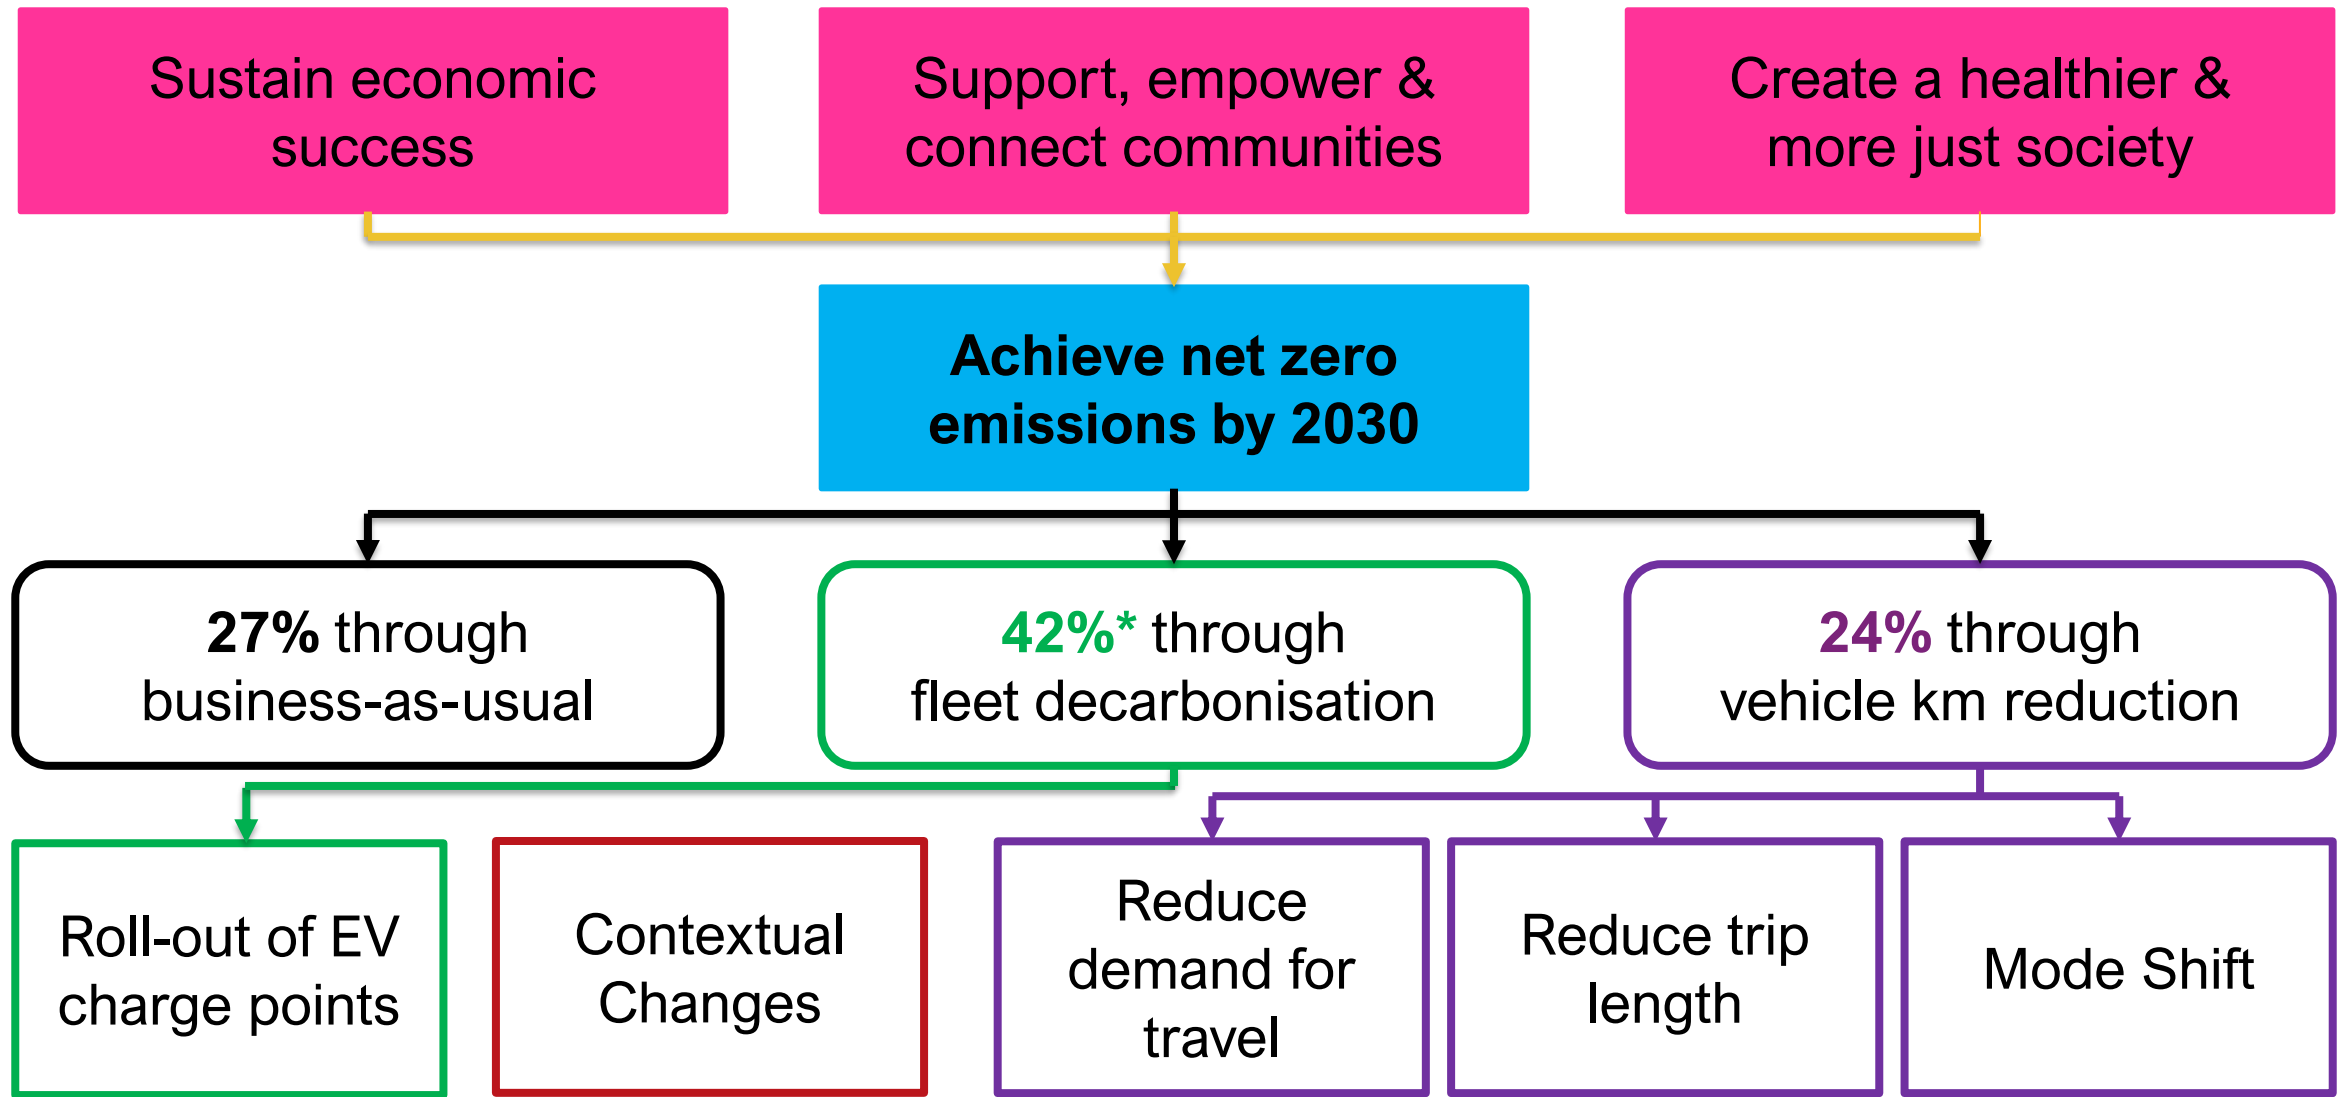 Sustain economic
success
Support, empower &
connect communities
Create a healthier &
more just society
Achieve net zero
emissions by 2030
27% through
business-as-usual
42%* through
fleet decarbonisation
24% through
vehicle km reduction
Roll-out of EV
charge points
Contextual
Changes
Reduce
demand for
travel
Reduce trip
length
Mode Shift